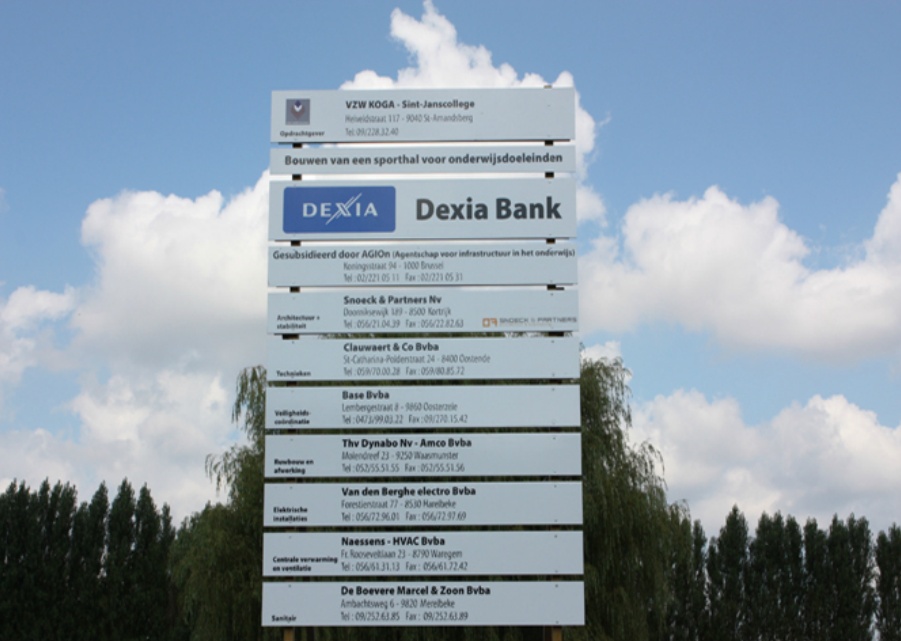 VZW KOGA - Sint-Janscollege
Heiveldstraat 117 - 9040 St-Amandsberg
Tel: 09/228.32.40
Opdrachtgever
Bouwen van een sporthal voor onderwijsdoeleinden
DEXIA Dexia Bank
Gesubsidieerd door AGIOn (Agentschap voor infrastructuur in het onderwijs)
Koningsstraat 94 - 1000 Brussel
Tel : 02/221 05 11 Fax : 02/221 05 31
Snoeck & Partners Nv
Doorniksewijk 189 - 8500 Kortrijk
Architectuur + stabiliteit
Tel : 056/21.04.39 Fax : 056/22.82.63
SNOECK & PARTNERS
Clauwaert & Co Bvba
St-Catharina-Polderstraat 24 - 8400 Oostende
Technieken
Tel : 059/70.00.28 Fax : 059/80.85.72
Base Bvba
Lembergestraat 8 - 9860 Oosterzele
Veiligheids-
coördinatie
Tel : 0473/99.03.22 Fax : 09/270.15.42
Thv Dynabo Nv - Amco Bvba
Molendreef 23 - 9250 Waasmunster
Ruwbouw en
afwerking
Tel : 052/55.51.55 Fax : 052/55.51.56
Van den Berghe electro Bvba
Forestierstraat 77 - 8530 Harelbeke
Elektrische
installaties
Tel : 056/72.96.01 Fax : 056/72.97.69
Naessens - HVAC Bvba
Fr. Rooseveltlaan 23 - 8790 Waregem
Centrale verwarming
en ventilatie
Tel : 056/61.31.13 Fax : 056/61.72.42
De Boevere Marcel & Zoon Bvba
Ambachtsweg 6 - 9820 Merelbeke
Sanitair
Tel : 09/252.63.85 Fax : 09/252.63.89